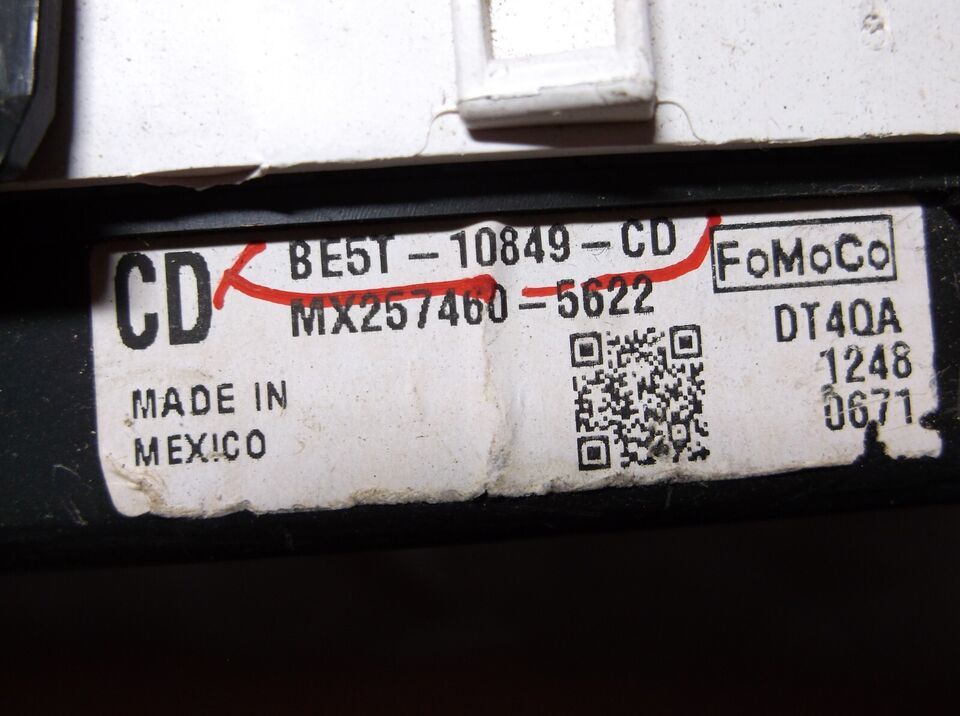 CD
BE5T-10849-CD
MX257460-5622
FoMoCo
DT4QA
1248
0671
MADE IN
MEXICO